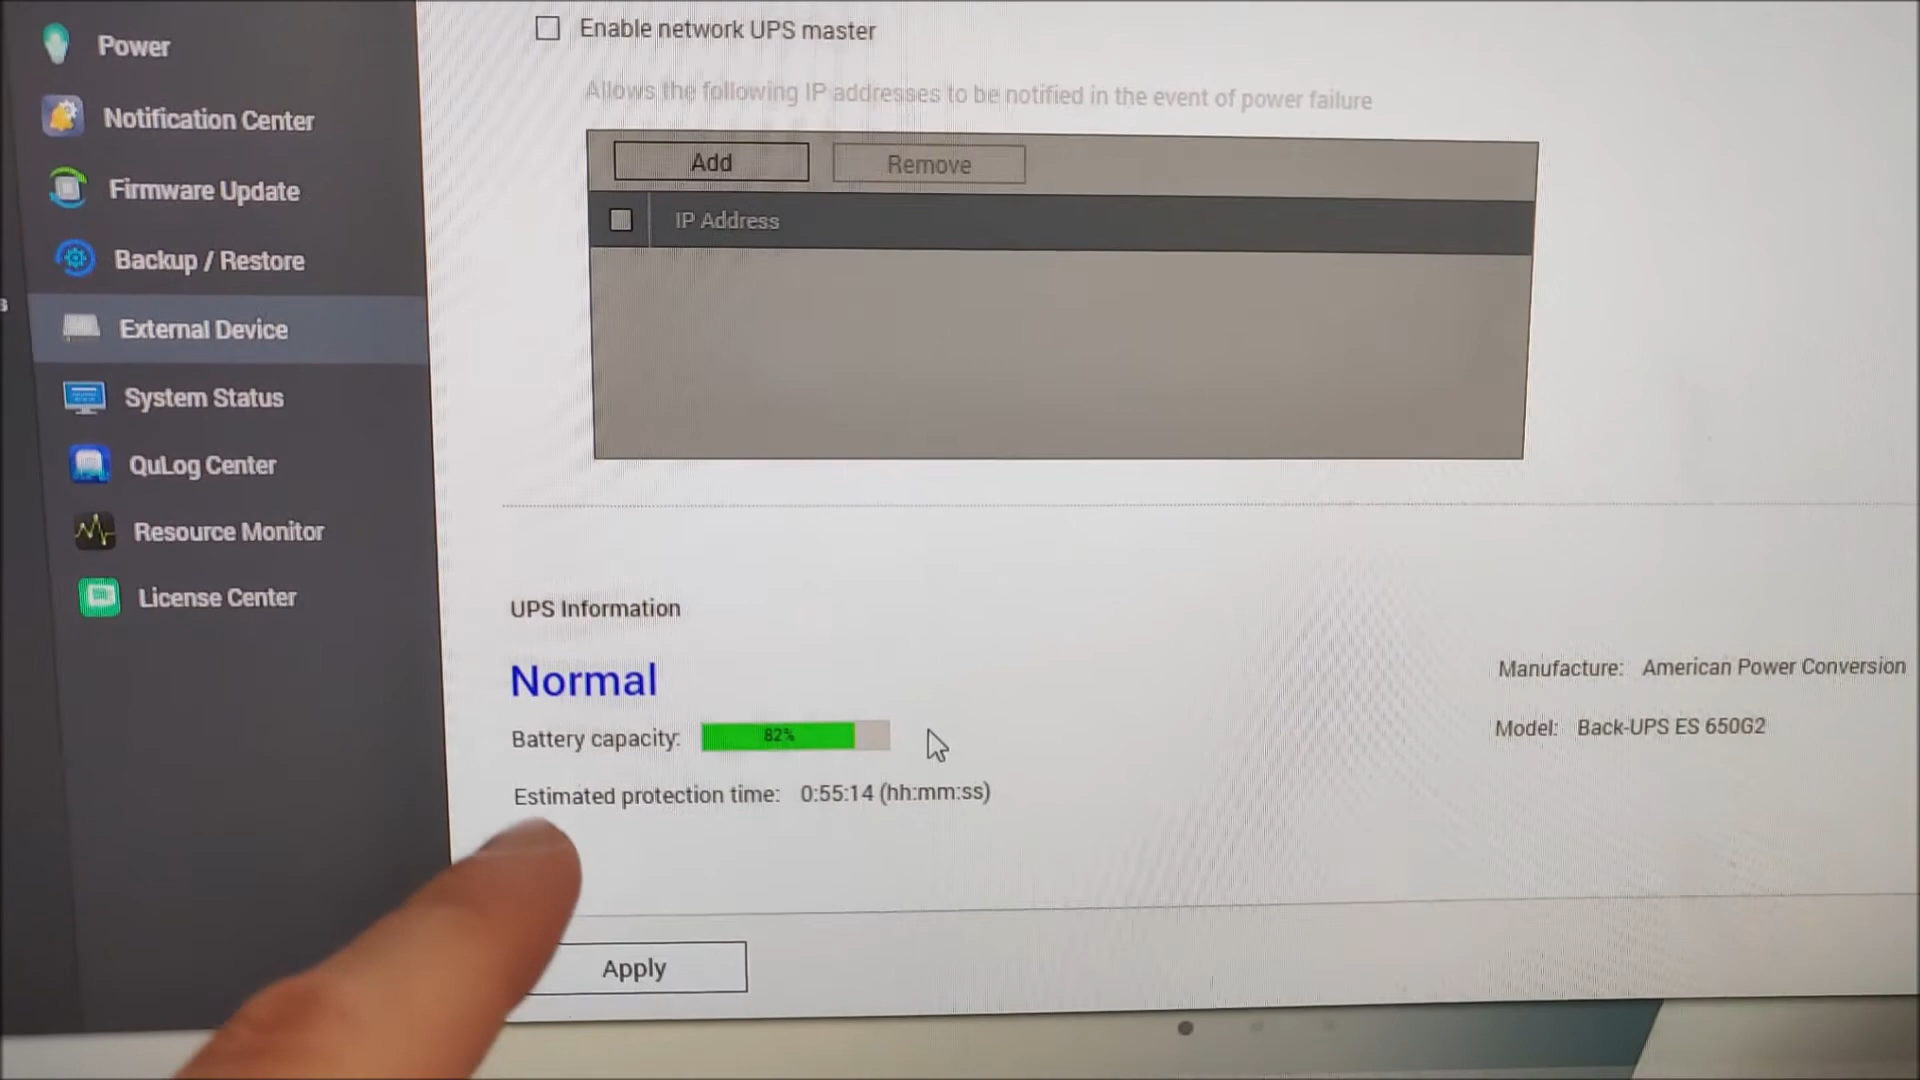 Power
Notification Center
Firmware Update
Backup / Restore
External Device
System Status
QuLog Center
Resource Monitor
License Center
Enable network UPS master
Allows the following IP addresses to be notified in the event of power failure
Add Remove
IP Address
UPS Information
Normal
Battery capacity: 82%
Estimated protection time: 0:55:14 (hh:mm:ss)
Manufacture: American Power Conversion
Model: Back-UPS ES 650G2
Apply